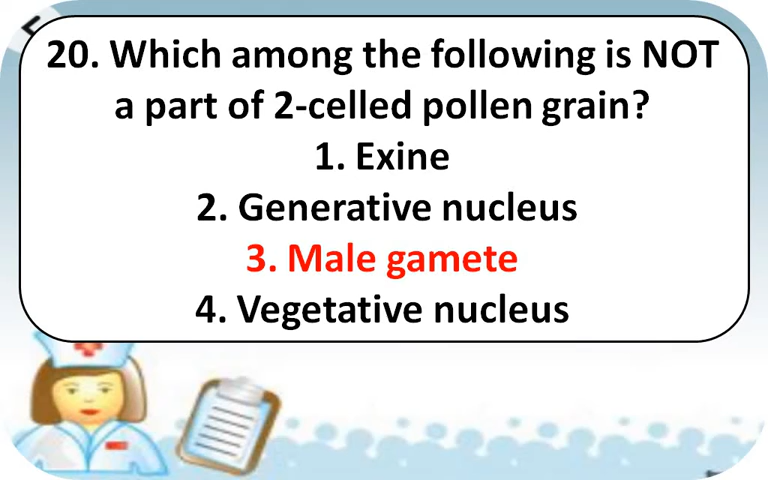 20. Which among the following is NOT
a part of 2-celled pollen grain?
1. Exine
2. Generative nucleus
3. Male gamete
4. Vegetative nucleus